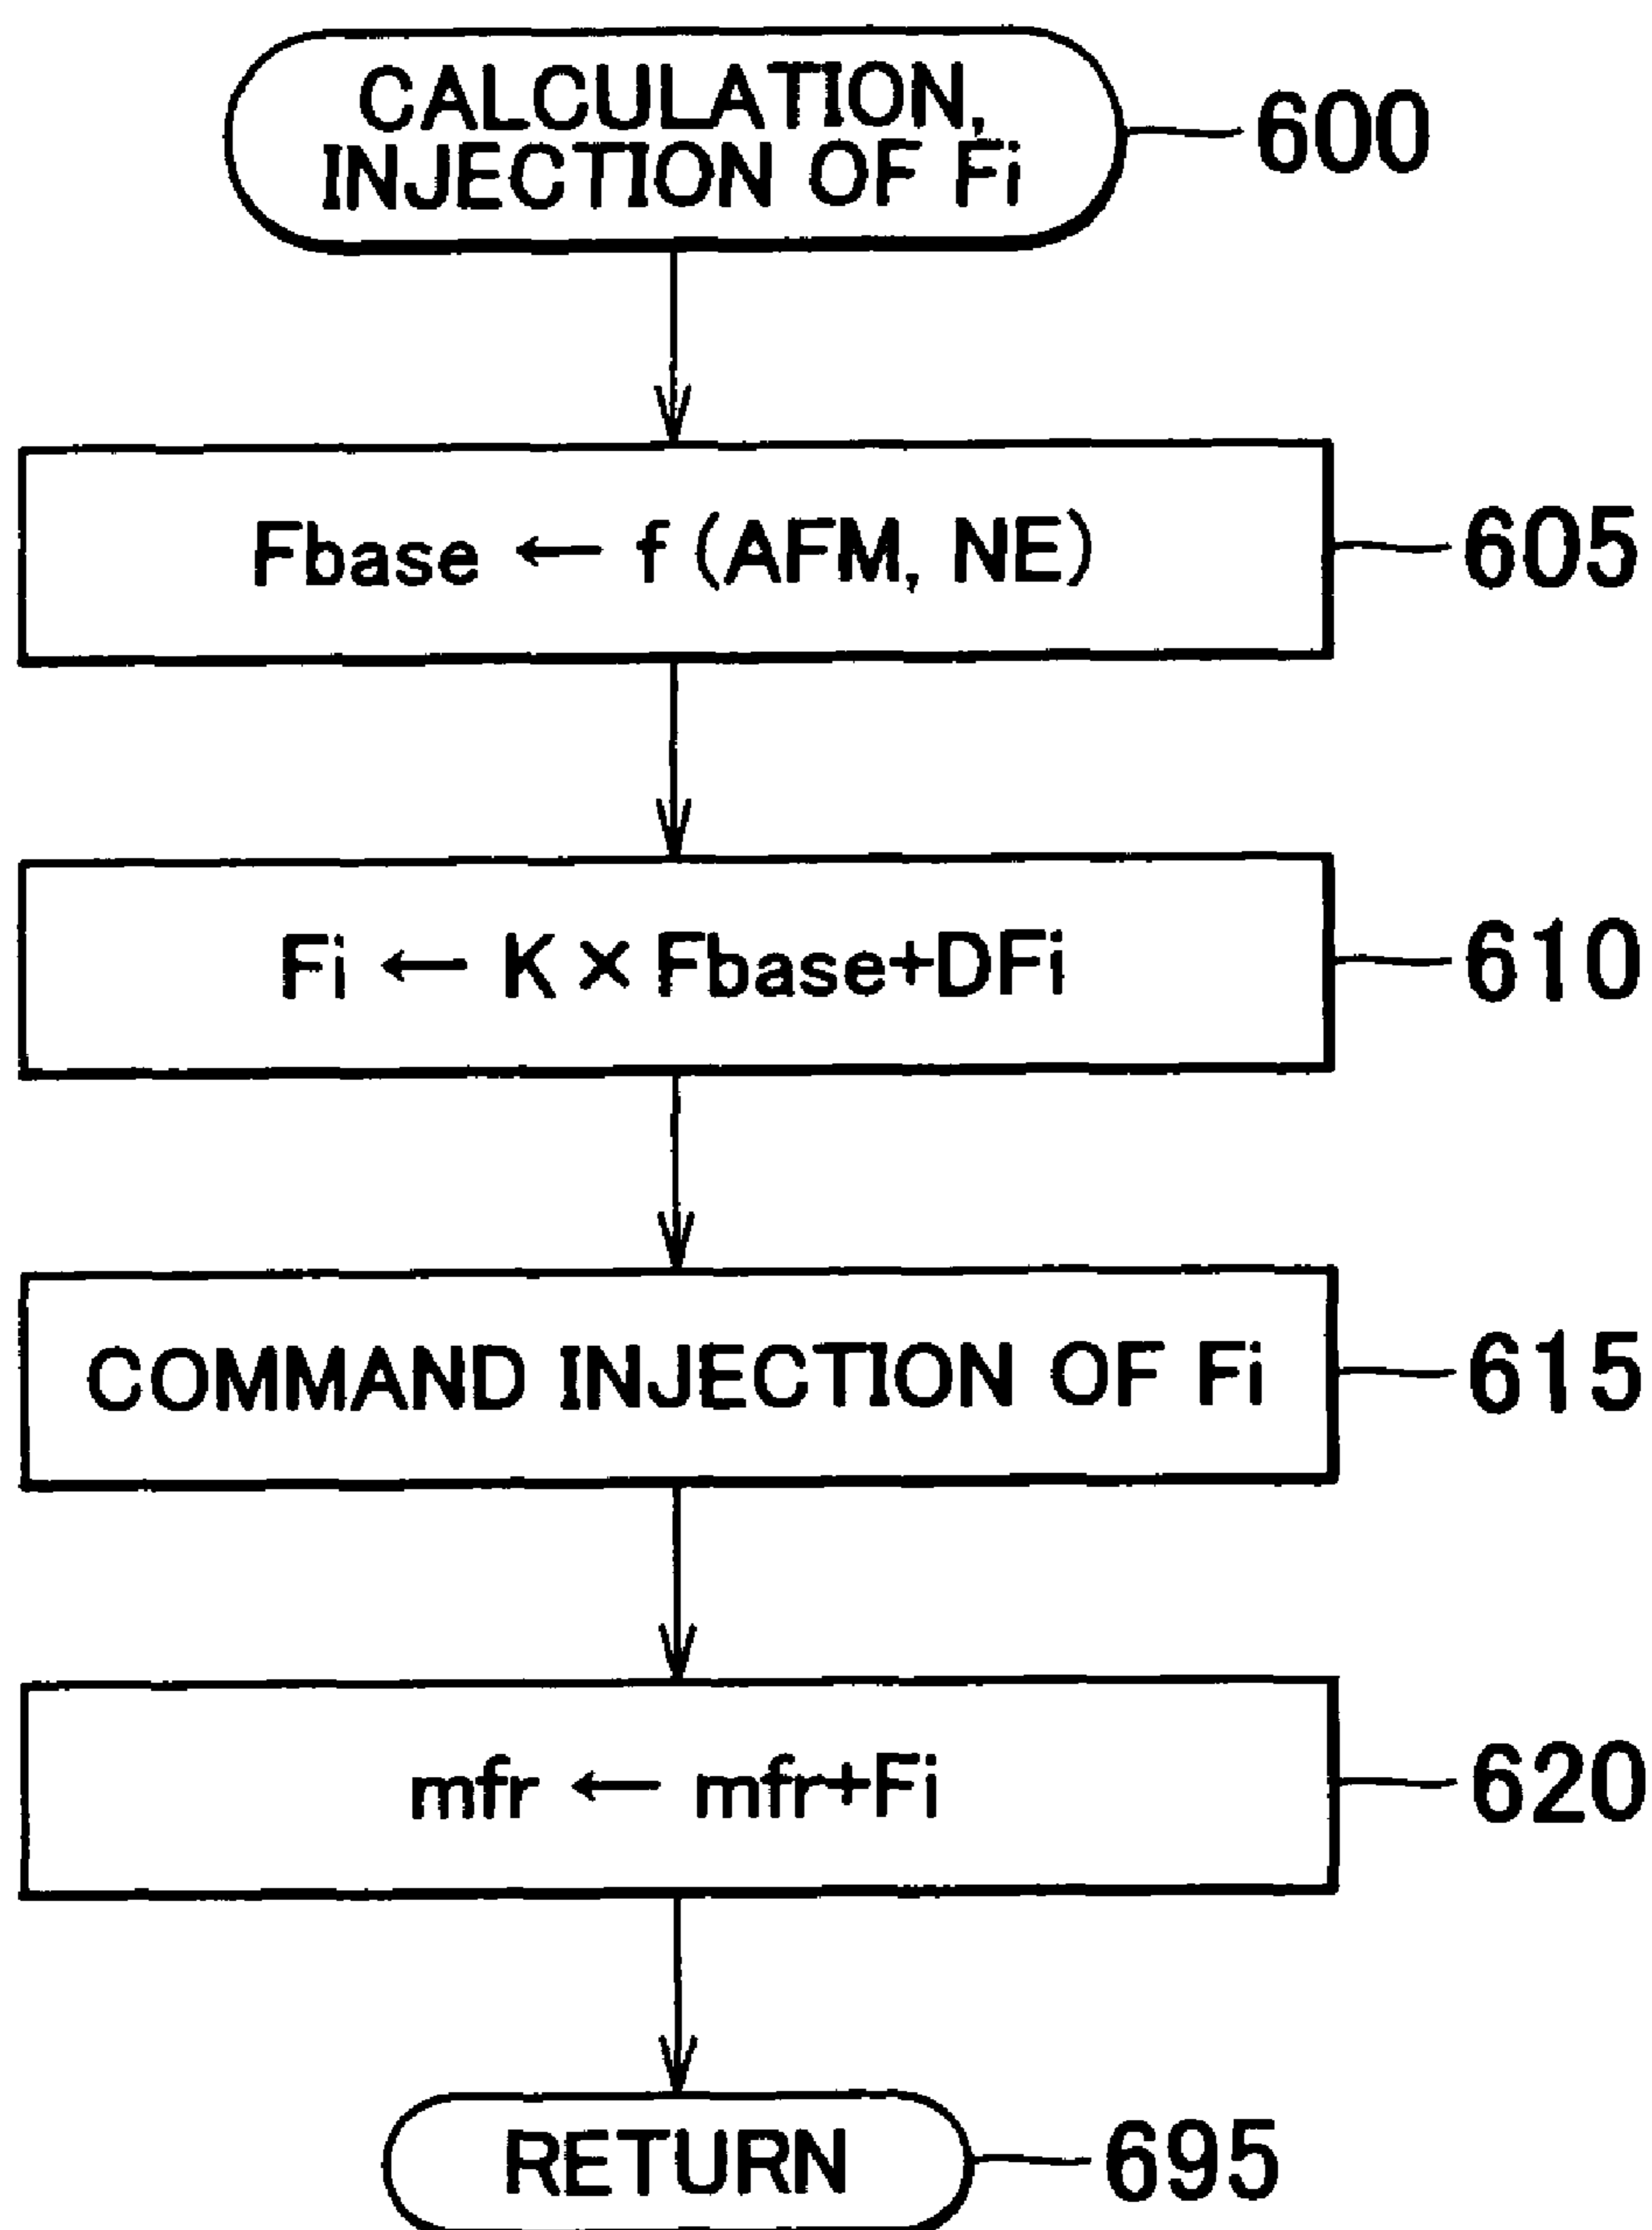 CALCULATION,
INJECTION OF Fi
600
Fbase ← f (AFM, NE)
605
Fi ← K × Fbase+DFi
610
COMMAND INJECTION OF Fi
615
mfr ← mfr+Fi
620
RETURN
695